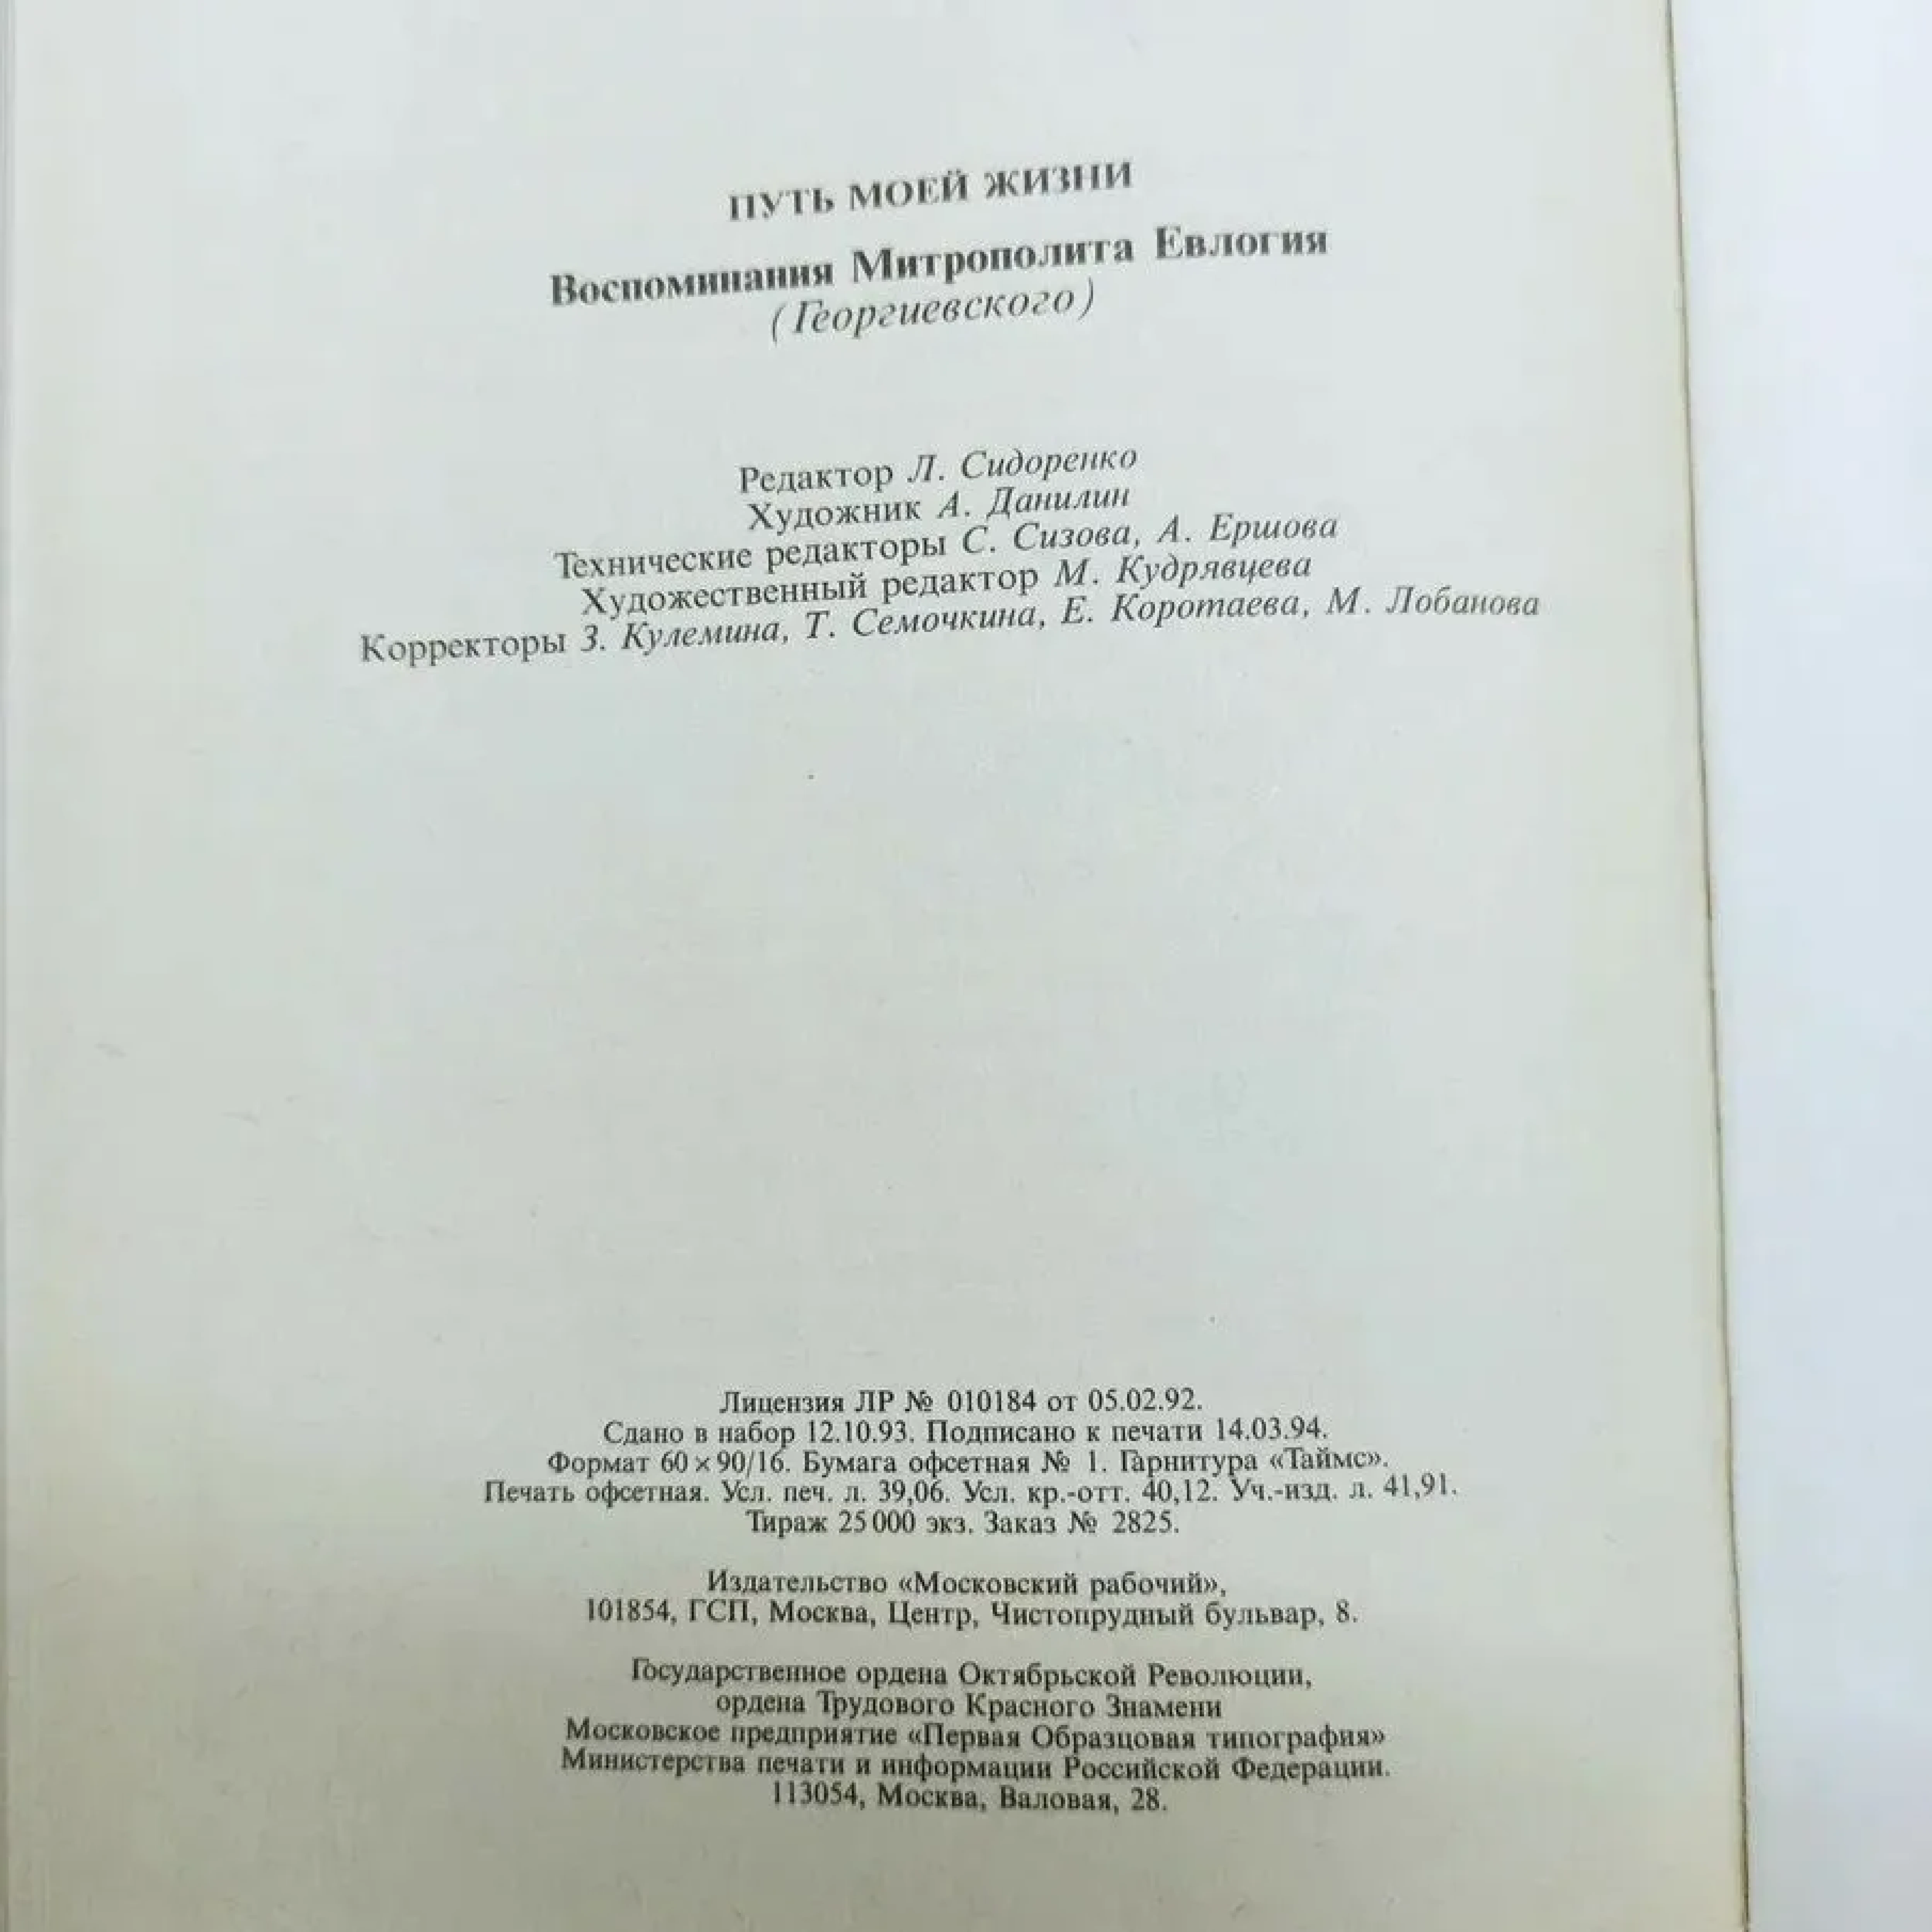 ПУТЬ МОЕЙ ЖИЗНИ
Воспоминания Митрополита Евлогия
(Георгиевского)
Редактор Л. Сидоренко
Художник А. Данилин
Технические редакторы С. Сизова, А. Ершова
Художественный редактор М. Кудрявцева
Корректоры З. Кулемина, Т. Семочкина, Е. Коротаева, М. Лобанова
Лицензия ЛР № 010184 от 05.02.92.
Сдано в набор 12.10.93. Подписано к печати 14.03.94.
Формат 60×90/16. Бумага офсетная № 1. Гарнитура «Таймс».
Печать офсетная. Усл. печ. л. 39,06. Усл. кр.-отт. 40,12. Уч.-изд. л. 41,91.
Тираж 25 000 экз. Заказ № 2825.
Издательство «Московский рабочий»,
101854, ГСП, Москва, Центр, Чистопрудный бульвар, 8.
Государственное ордена Октябрьской Революции,
ордена Трудового Красного Знамени
Московское предприятие «Первая Образцовая типография»
Министерства печати и информации Российской Федерации.
113054, Москва, Валовая, 28.